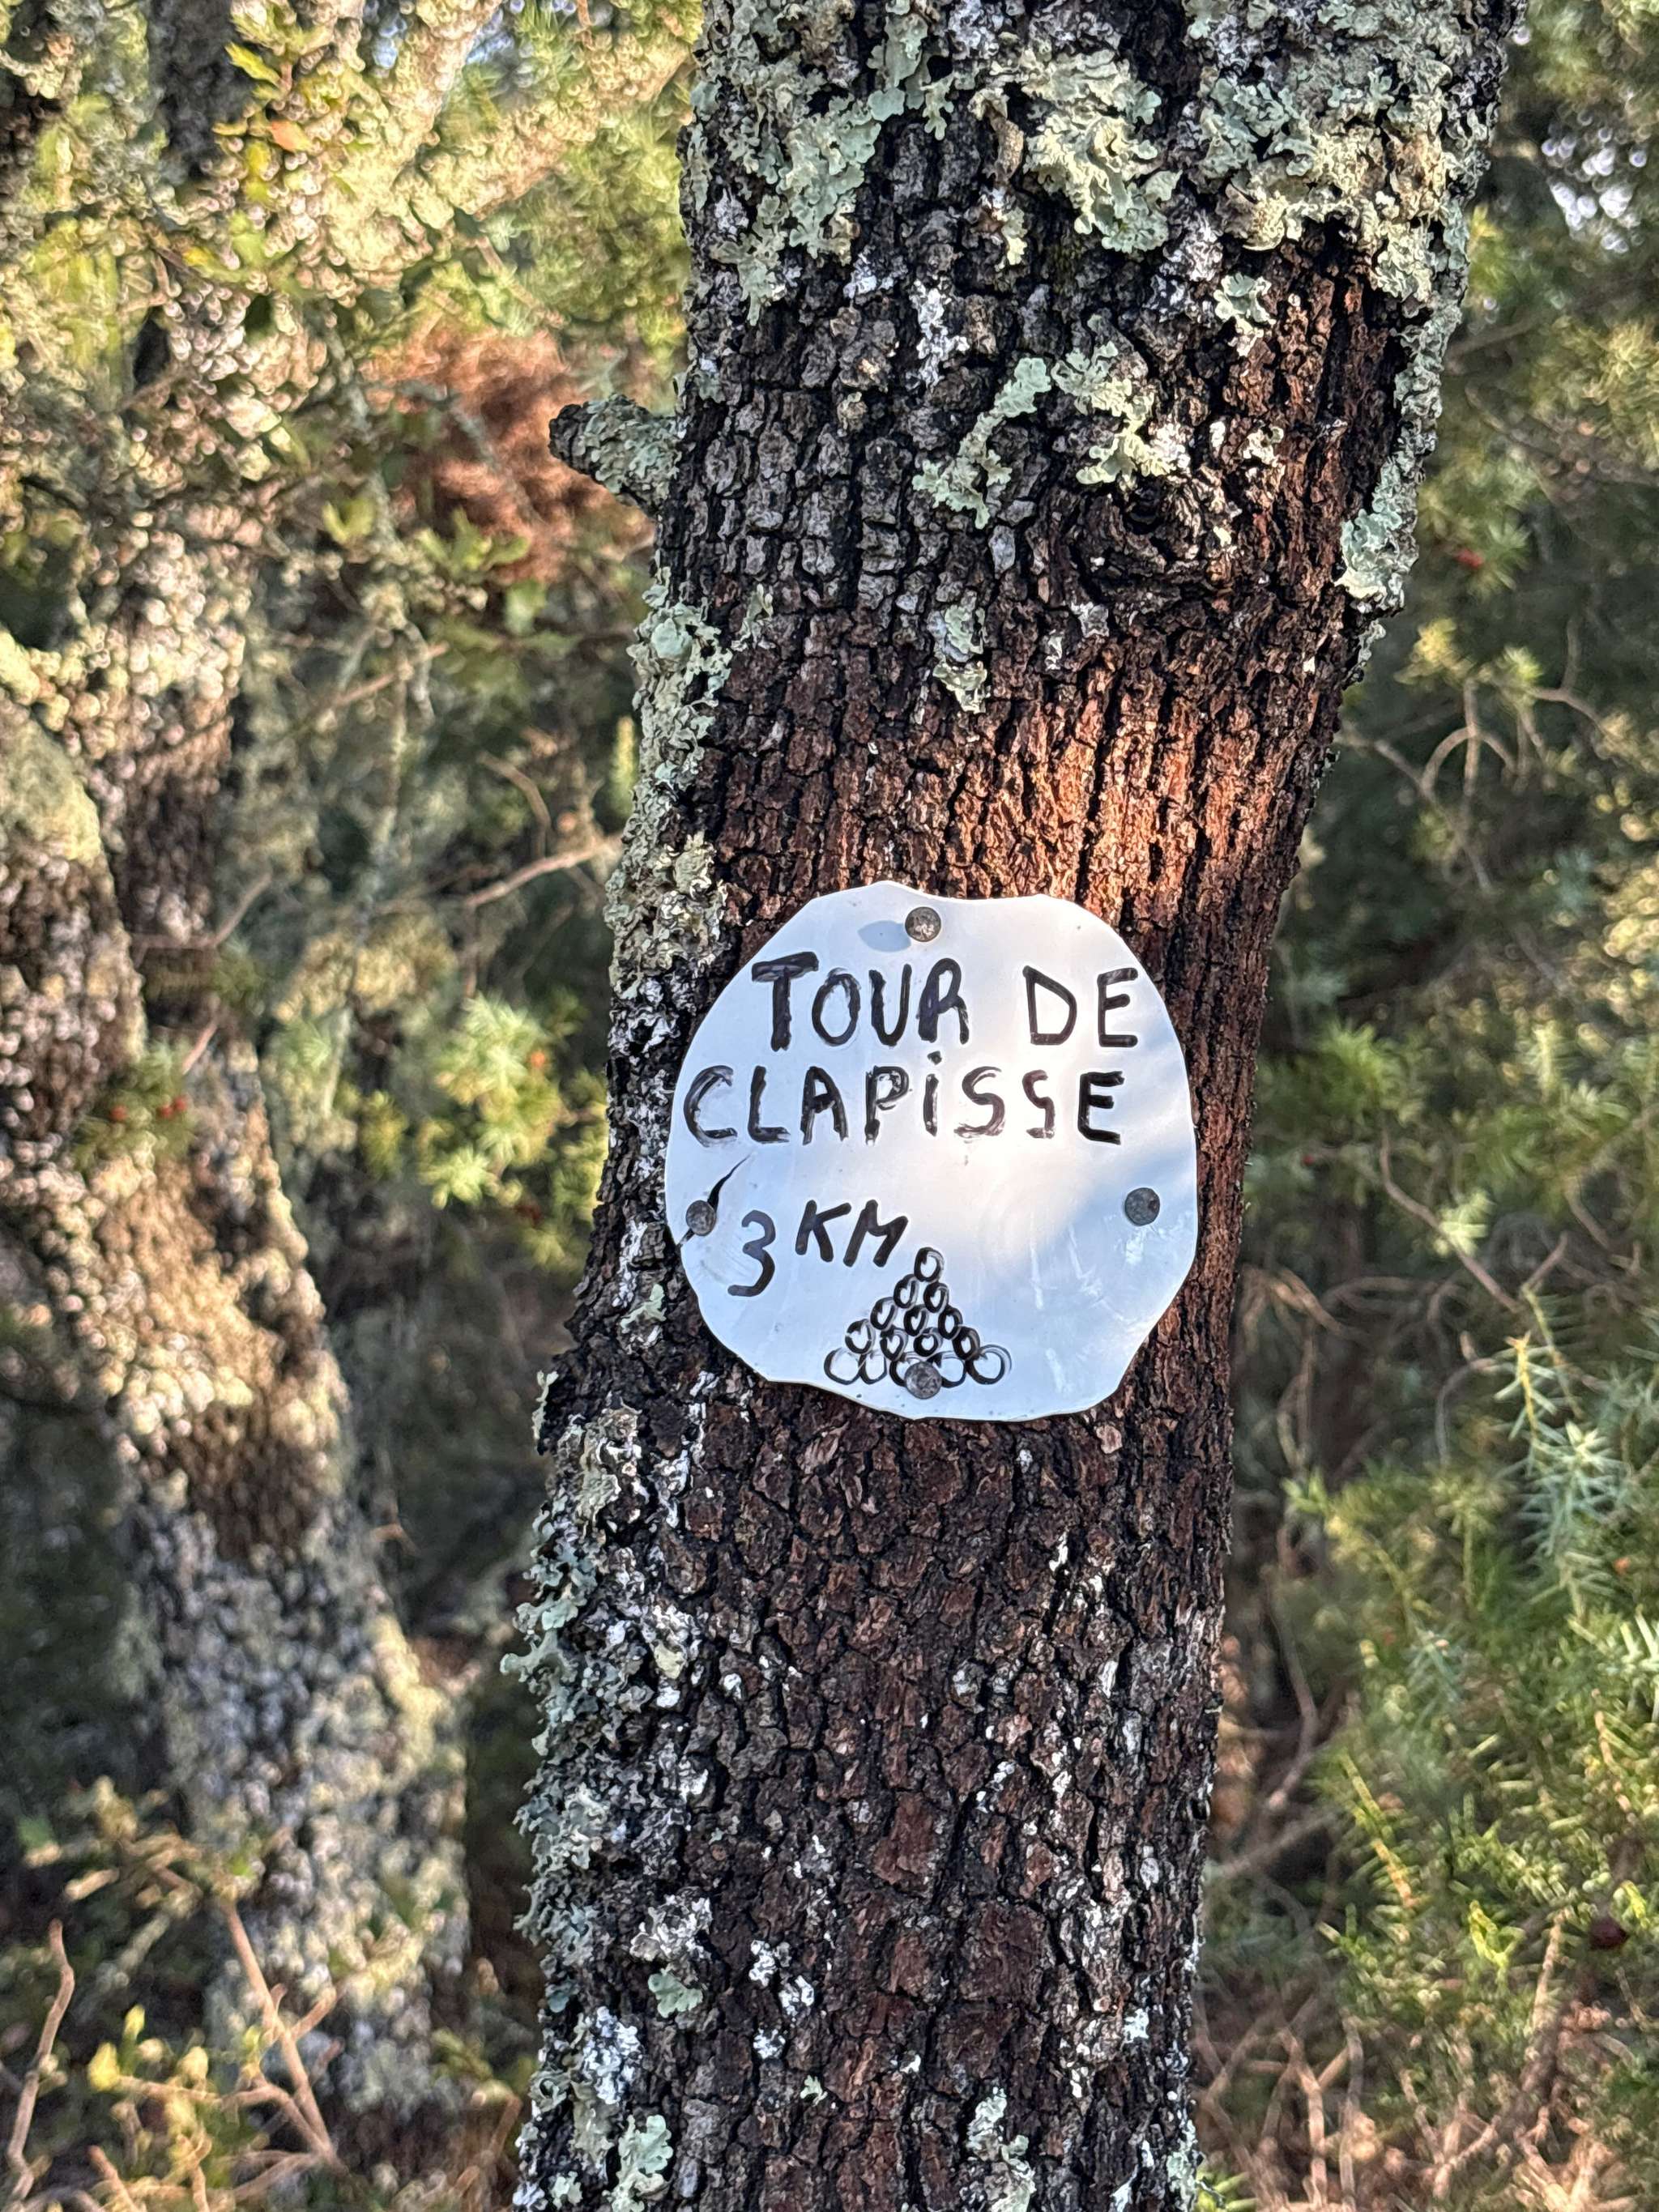 TOUR DE
CLAPiSSE
3 KM